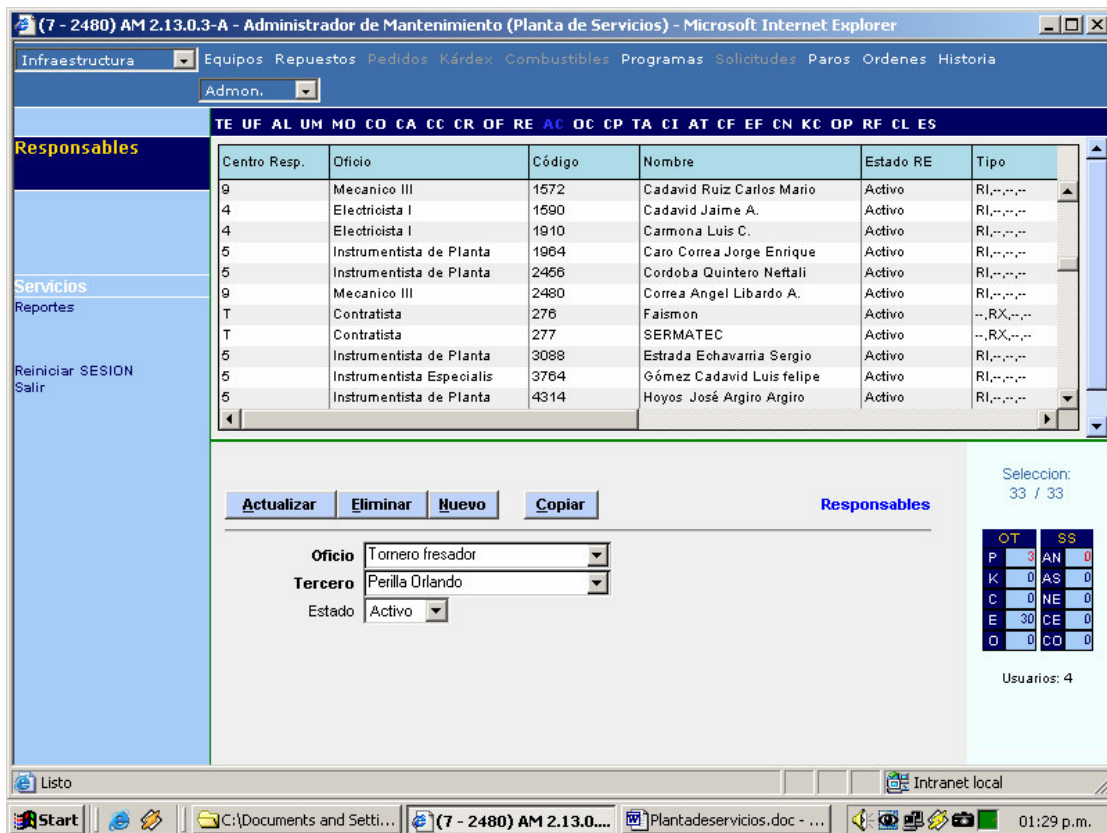 (7 - 2480) AM 2.13.0.3-A - Administrador de Mantenimiento (Planta de Servicios) - Microsoft Internet Explorer
Infraestructura Equipos Repuestos Pedidos Kárdex Combustibles Programas Solicitudes Paros Ordenes Historia
Admon.
TE UF AL UM MO CO CA CC CR OF RE AC OC CP TA CI AT CF EF CN KC OP RF CL ES
Responsables
Centro Resp. Oficio Código Nombre Estado RE Tipo
9 Mecanico III 1572 Cadavid Ruiz Carlos Mario Activo RI,--,--,--
4 Electricista I 1590 Cadavid Jaime A. Activo RI,--,--,--
4 Electricista I 1910 Carmona Luis C. Activo RI,--,--,--
5 Instrumentista de Planta 1964 Caro Correa Jorge Enrique Activo RI,--,--,--
5 Instrumentista de Planta 2456 Cordoba Quintero Neftali Activo RI,--,--,--
9 Mecanico III 2480 Correa Angel Libardo A. Activo RI,--,--,--
T Contratista 276 Faismon Activo --,RX,--,--
T Contratista 277 SERMATEC Activo --,RX,--,--
5 Instrumentista de Planta 3088 Estrada Echavarria Sergio Activo RI,--,--,--
5 Instrumentista Especialis 3764 Gómez Cadavid Luis felipe Activo RI,--,--,--
5 Instrumentista de Planta 4314 Hoyos José Argiro Argiro Activo RI,--,--,--
Servicios
Reportes
Reiniciar SESION
Salir
Actualizar Eliminar Nuevo Copiar Responsables
Oficio Tornero fresador
Tercero Perilla Orlando
Estado Activo
Seleccion:
33 / 33
OT SS
P 3 AN 0
K 0 AS 0
C 0 NE 0
E 30 CE 0
O 0 CO 0
Usuarios: 4
Listo Intranet local
Start C:\Documents and Setti... (7 - 2480) AM 2.13.0.... Plantadeservicios.doc - ... 01:29 p.m.